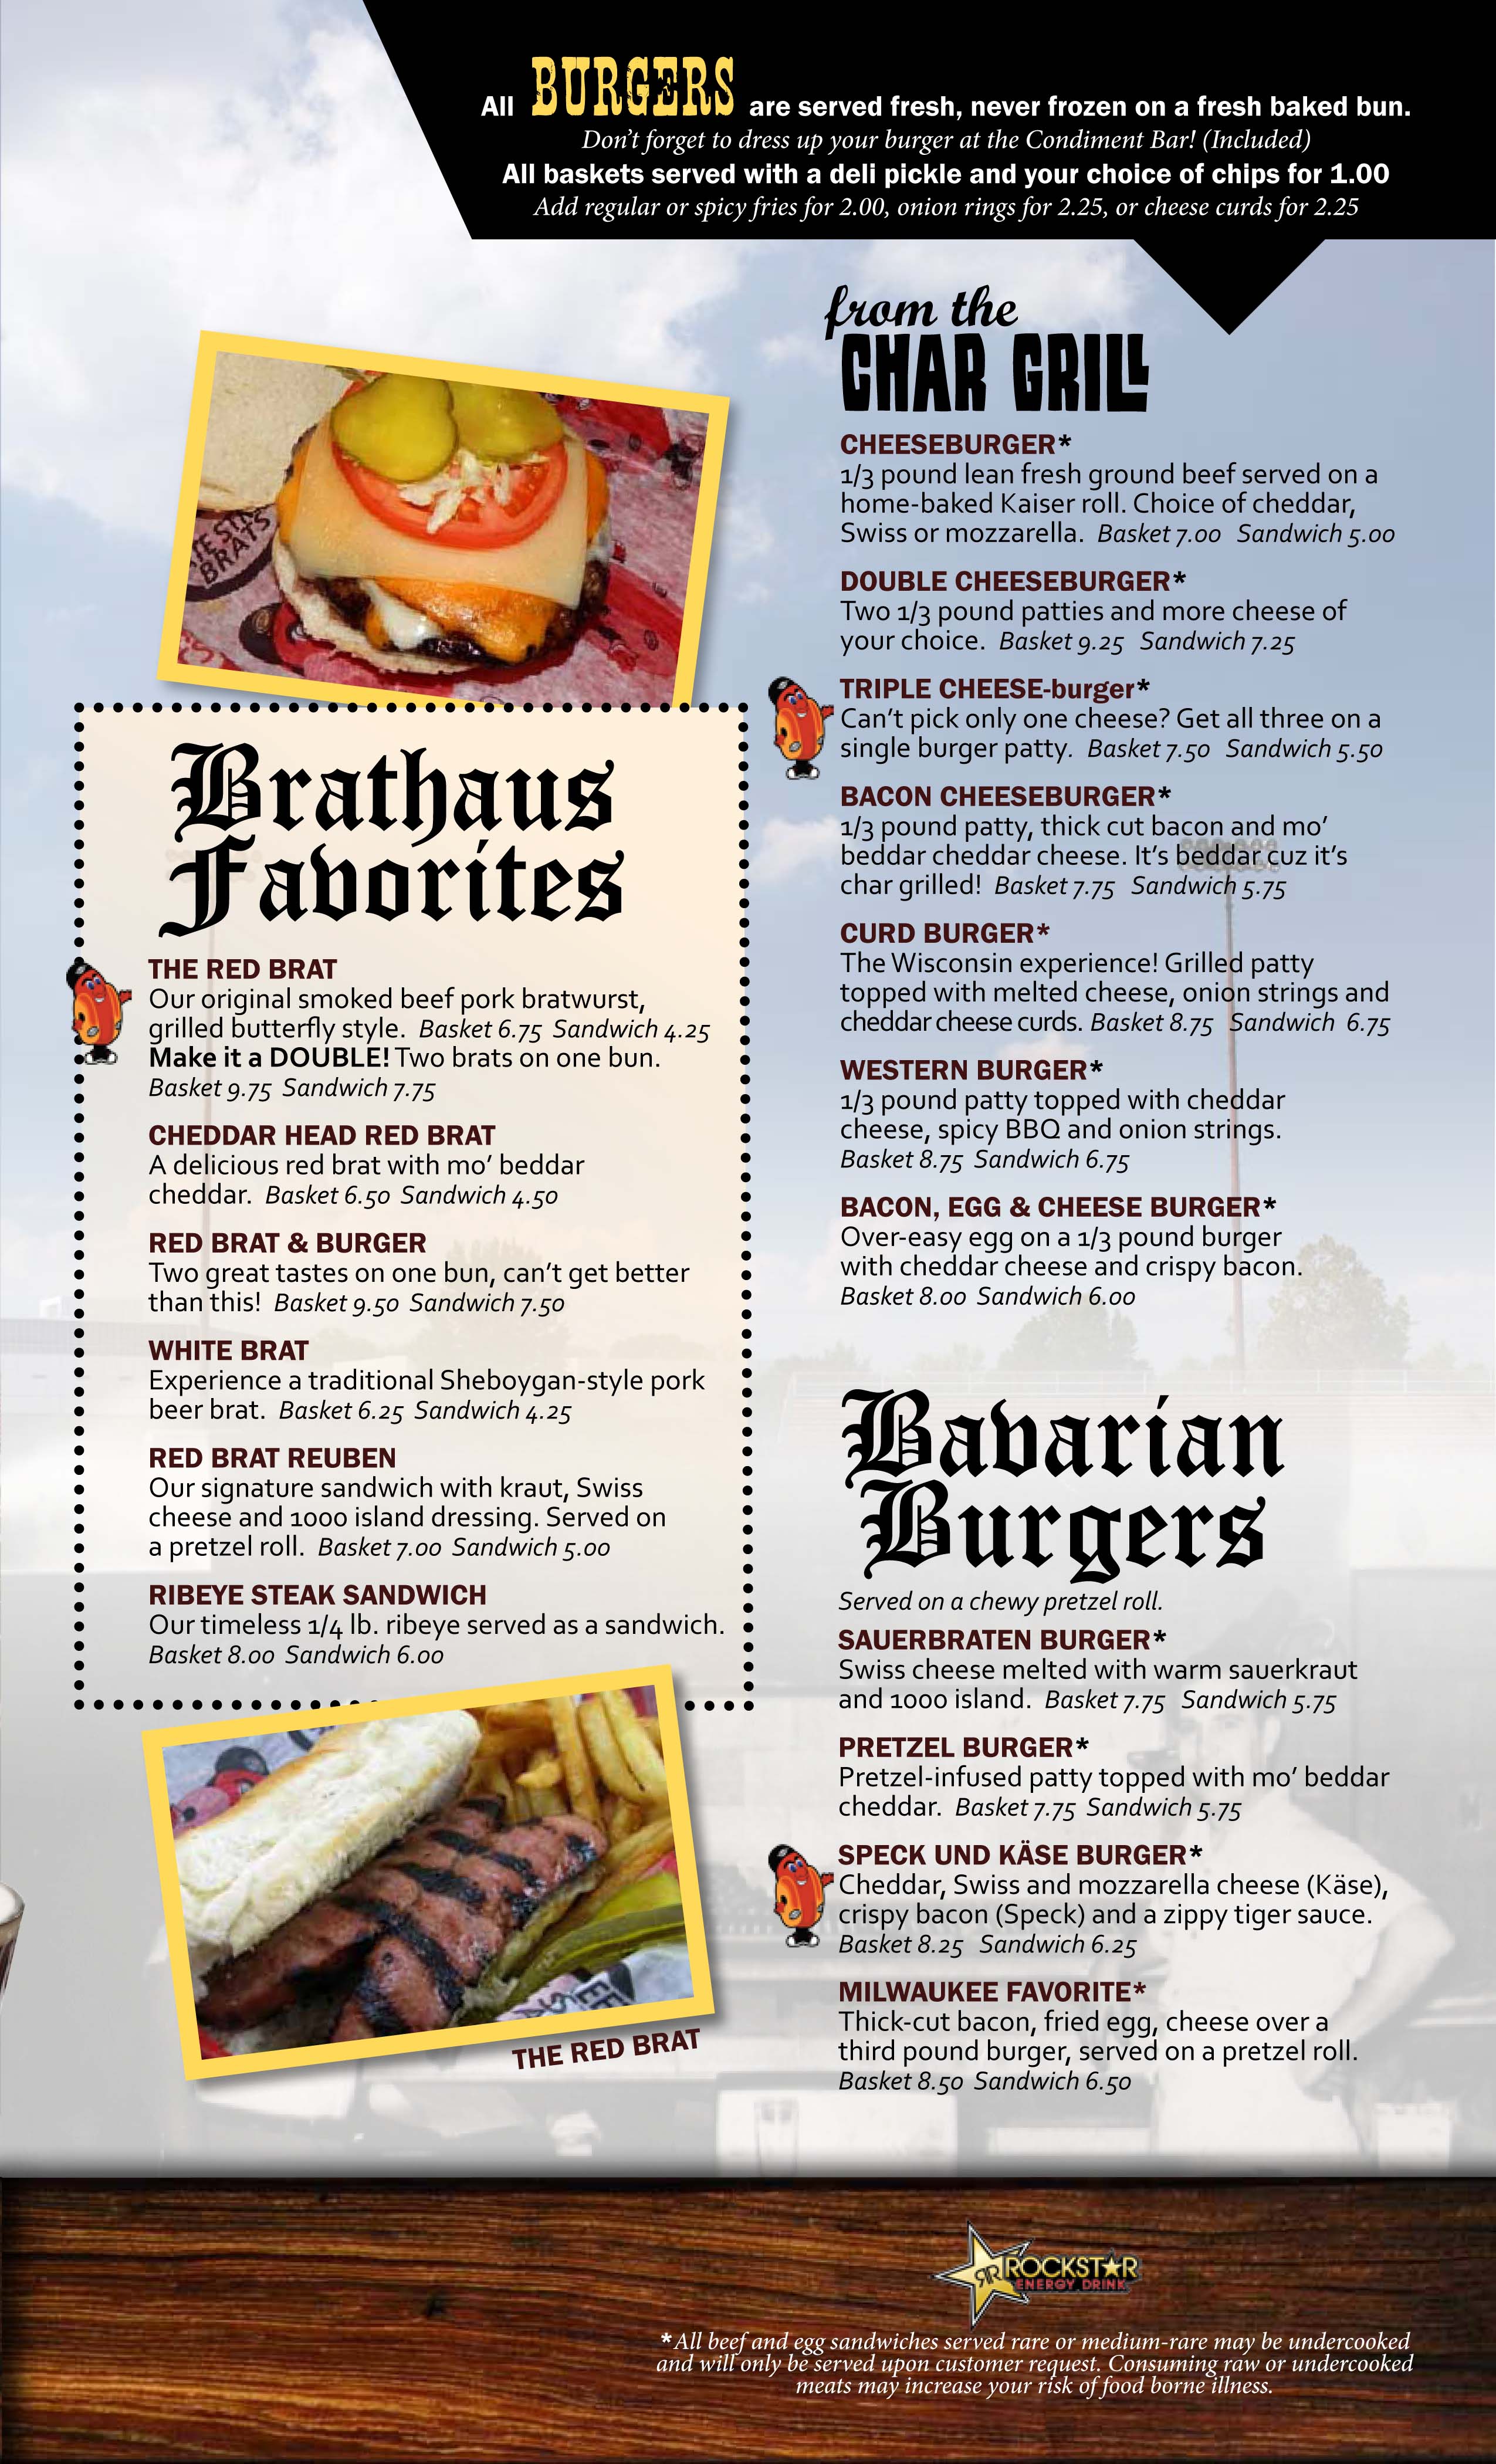 All BURGERS are served fresh, never frozen on a fresh baked bun.
Don't forget to dress up your burger at the Condiment Bar! (Included)
All baskets served with a deli pickle and your choice of chips for 1.00
Add regular or spicy fries for 2.00, onion rings for 2.25, or cheese curds for 2.25
BRATS
Brathaus
Favorites
THE RED BRAT
Our original smoked beef pork bratwurst,
grilled butterfly style. Basket 6.75 Sandwich 4.25
Make it a DOUBLE! Two brats on one bun.
Basket 9.75 Sandwich 7.75
CHEDDAR HEAD RED BRAT
A delicious red brat with mo' beddar
cheddar. Basket 6.50 Sandwich 4.50
RED BRAT & BURGER
Two great tastes on one bun, can't get better
than this! Basket 9.50 Sandwich 7.50
WHITE BRAT
Experience a traditional Sheboygan-style pork
beer brat. Basket 6.25 Sandwich 4.25
RED BRAT REUBEN
Our signature sandwich with kraut, Swiss
cheese and 1000 island dressing. Served on
a pretzel roll. Basket 7.00 Sandwich 5.00
RIBEYE STEAK SANDWICH
Our timeless 1/4 lb. ribeye served as a sandwich.
Basket 8.00 Sandwich 6.00
THE RED BRAT
from the
CHAR GRILL
CHEESEBURGER*
1/3 pound lean fresh ground beef served on a
home-baked Kaiser roll. Choice of cheddar,
Swiss or mozzarella. Basket 7.00 Sandwich 5.00
DOUBLE CHEESEBURGER*
Two 1/3 pound patties and more cheese of
your choice. Basket 9.25 Sandwich 7.25
TRIPLE CHEESE-burger*
Can't pick only one cheese? Get all three on a
single burger patty. Basket 7.50 Sandwich 5.50
BACON CHEESEBURGER*
1/3 pound patty, thick cut bacon and mo'
beddar cheddar cheese. It's beddar cuz it's
char grilled! Basket 7.75 Sandwich 5.75
CURD BURGER*
The Wisconsin experience! Grilled patty
topped with melted cheese, onion strings and
cheddar cheese curds. Basket 8.75 Sandwich 6.75
WESTERN BURGER*
1/3 pound patty topped with cheddar
cheese, spicy BBQ and onion strings.
Basket 8.75 Sandwich 6.75
BACON, EGG & CHEESE BURGER*
Over-easy egg on a 1/3 pound burger
with cheddar cheese and crispy bacon.
Basket 8.00 Sandwich 6.00
Bavarian
Burgers
Served on a chewy pretzel roll.
SAUERBRATEN BURGER*
Swiss cheese melted with warm sauerkraut
and 1000 island. Basket 7.75 Sandwich 5.75
PRETZEL BURGER*
Pretzel-infused patty topped with mo' beddar
cheddar. Basket 7.75 Sandwich 5.75
SPECK UND KÄSE BURGER*
Cheddar, Swiss and mozzarella cheese (Käse),
crispy bacon (Speck) and a zippy tiger sauce.
Basket 8.25 Sandwich 6.25
MILWAUKEE FAVORITE*
Thick-cut bacon, fried egg, cheese over a
third pound burger, served on a pretzel roll.
Basket 8.50 Sandwich 6.50
ROCKSTAR
ENERGY DRINK
*All beef and egg sandwiches served rare or medium-rare may be undercooked
and will only be served upon customer request. Consuming raw or undercooked
meats may increase your risk of food borne illness.